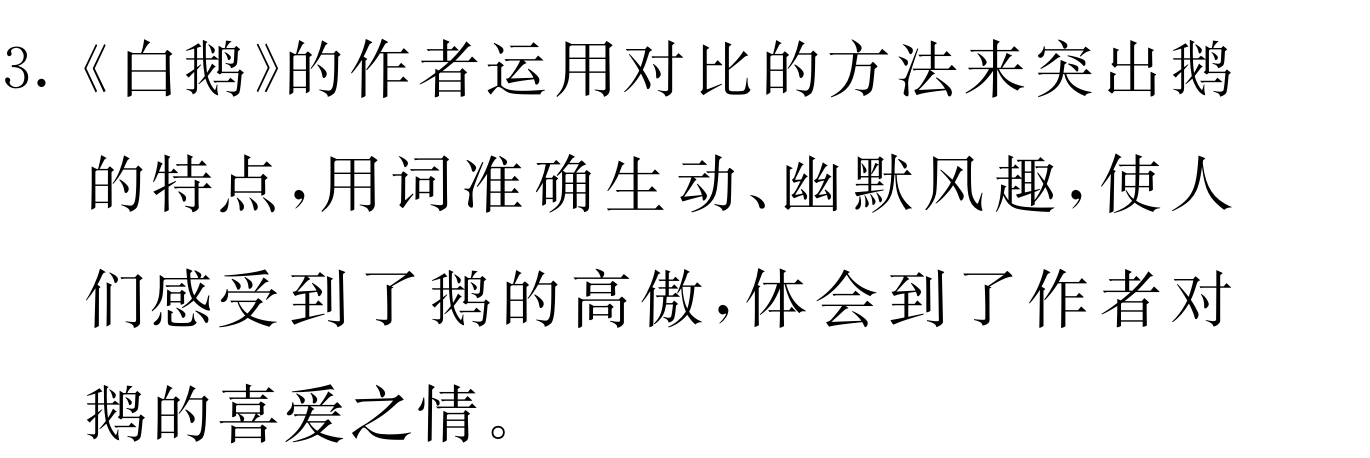 3.《白鹅》的作者运用对比的方法来突出鹅
的特点,用词准确生动、幽默风趣,使人
们感受到了鹅的高傲,体会到了作者对
鹅的喜爱之情。